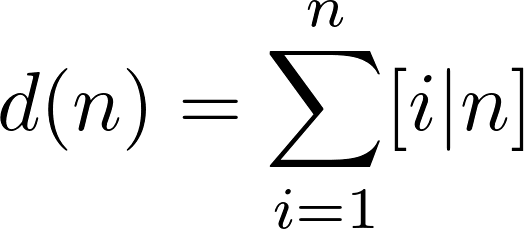 d(n) = \sum_{i=1}^{n} [i|n]